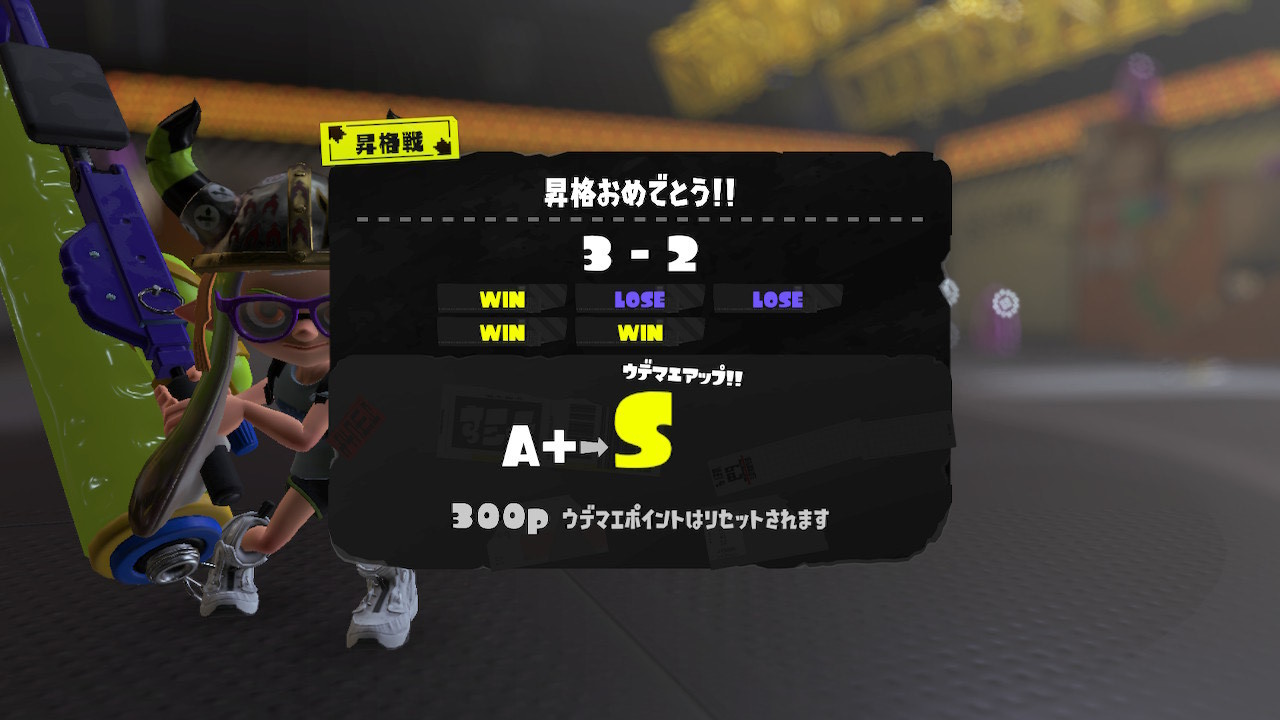 昇格戦
昇格おめでとう!!
3 - 2
WIN LOSE LOSE
WIN WIN
ウデマエアップ!!
A+→S
300p ウデマエポイントはリセットされます